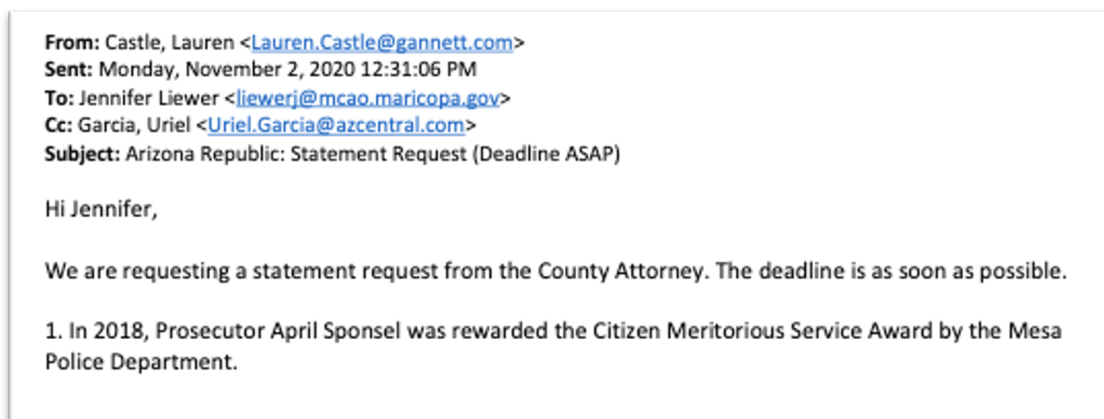 From: Castle, Lauren <Lauren.Castle@gannett.com>
Sent: Monday, November 2, 2020 12:31:06 PM
To: Jennifer Liewer <liewerj@mcao.maricopa.gov>
Cc: Garcia, Uriel <Uriel.Garcia@azcentral.com>
Subject: Arizona Republic: Statement Request (Deadline ASAP)
Hi Jennifer,
We are requesting a statement request from the County Attorney. The deadline is as soon as possible.
1. In 2018, Prosecutor April Sponsel was rewarded the Citizen Meritorious Service Award by the Mesa
Police Department.